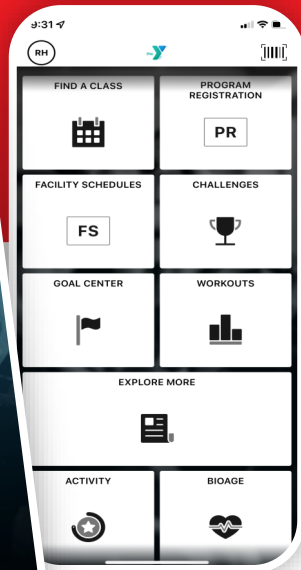 9:31
RH
FIND A CLASS
PROGRAM
REGISTRATION
PR
FACILITY SCHEDULES
CHALLENGES
FS
GOAL CENTER
WORKOUTS
EXPLORE MORE
ACTIVITY
BIOAGE